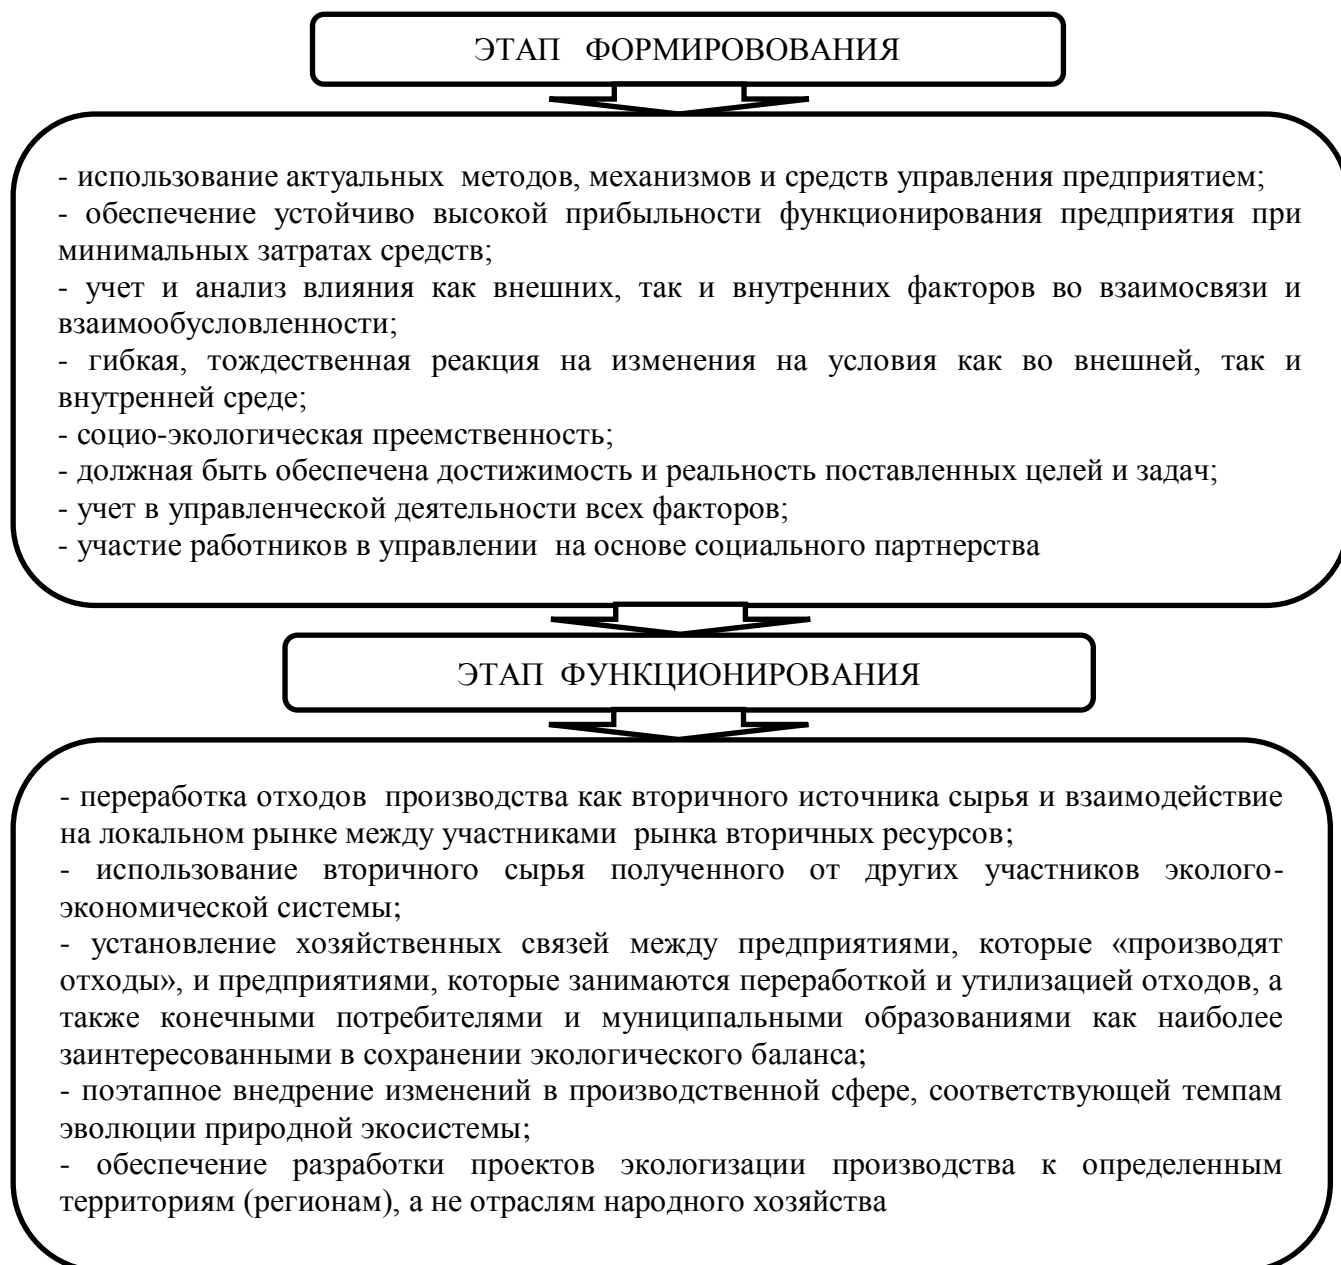 ЭТАП ФОРМИРОВОВАНИЯ
- использование актуальных методов, механизмов и средств управления предприятием;
- обеспечение устойчиво высокой прибыльности функционирования предприятия при
минимальных затратах средств;
- учет и анализ влияния как внешних, так и внутренних факторов во взаимосвязи и
взаимообусловленности;
- гибкая, тождественная реакция на изменения на условия как во внешней, так и
внутренней среде;
- социо-экологическая преемственность;
- должная быть обеспечена достижимость и реальность поставленных целей и задач;
- учет в управленческой деятельности всех факторов;
- участие работников в управлении на основе социального партнерства
ЭТАП ФУНКЦИОНИРОВАНИЯ
- переработка отходов производства как вторичного источника сырья и взаимодействие
на локальном рынке между участниками рынка вторичных ресурсов;
- использование вторичного сырья полученного от других участников эколого-
экономической системы;
- установление хозяйственных связей между предприятиями, которые «производят
отходы», и предприятиями, которые занимаются переработкой и утилизацией отходов, а
также конечными потребителями и муниципальными образованиями как наиболее
заинтересованными в сохранении экологического баланса;
- поэтапное внедрение изменений в производственной сфере, соответствующей темпам
эволюции природной экосистемы;
- обеспечение разработки проектов экологизации производства к определенным
территориям (регионам), а не отраслям народного хозяйства